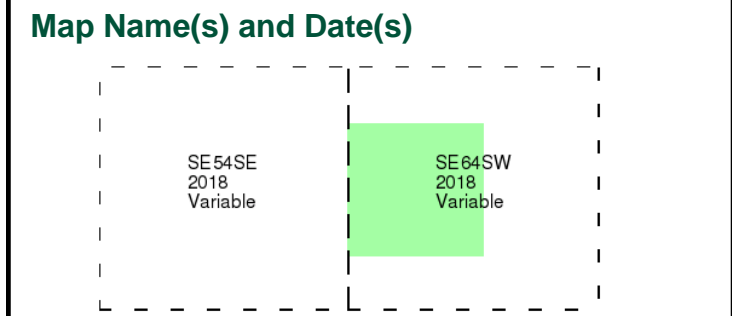 Map Name(s) and Date(s)
SE54SE
2018
Variable
SE64SW
2018
Variable